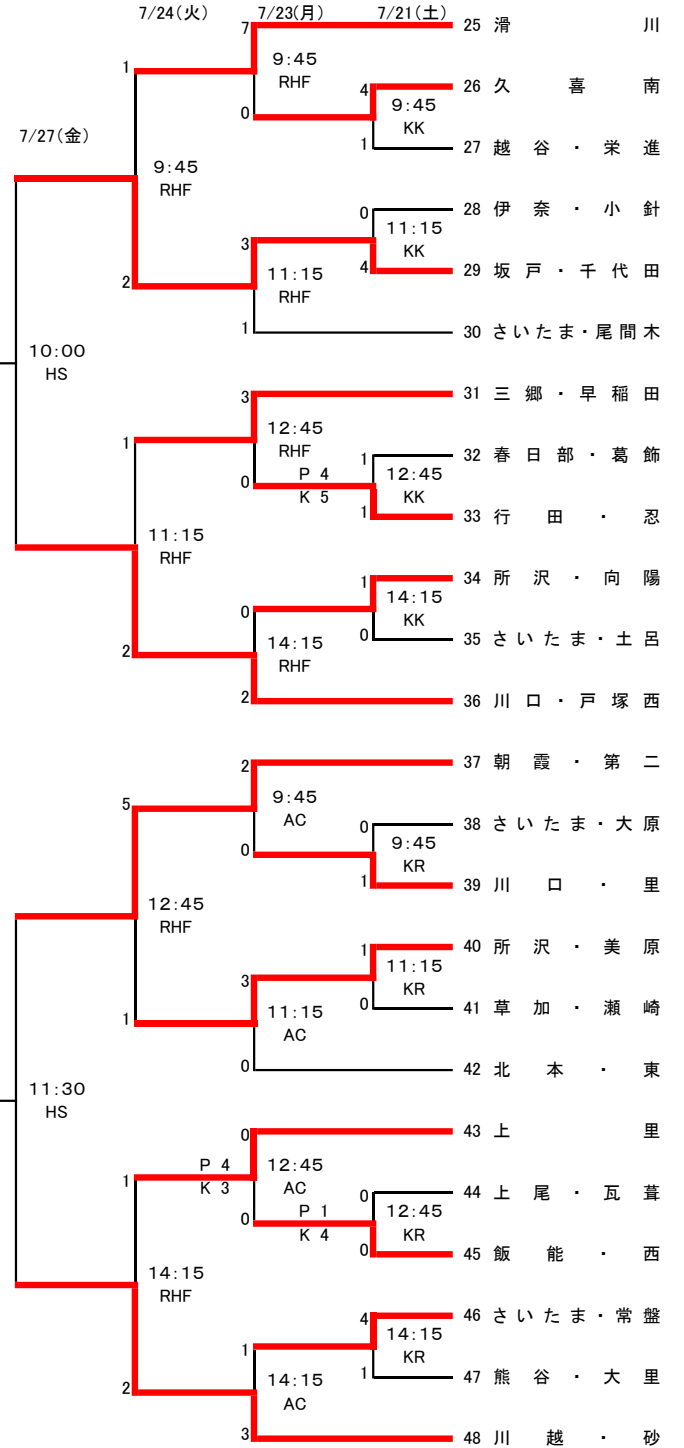 7/24(火) 7/23(月) 7/21(土)
7 25 滑川
1 9:45
RHF
4 26 久喜南
0 9:45
KK
7/27(金) 1 27 越谷・栄進
9:45
RHF
0 28 伊奈・小針
3 11:15
KK
2 11:15
RHF
4 29 坂戸・千代田
1 30 さいたま・尾間木
10:00
HS
3 31 三郷・早稲田
1 12:45
RHF
1 32 春日部・葛飾
0 P 4
K 5
12:45
KK
1 33 行田・忍
11:15
RHF
1 34 所沢・向陽
0 14:15
KK
2 14:15
RHF
0 35 さいたま・土呂
2 36 川口・戸塚西
2 37 朝霞・第二
5 9:45
AC
0 38 さいたま・大原
0 9:45
KR
1 39 川口・里
12:45
RHF
1 40 所沢・美原
3 11:15
KR
1 11:15
AC
0 41 草加・瀬崎
0 42 北本・東
11:30
HS
0 43 上里
1 P 4
K 3
12:45
AC
0 44 上尾・瓦葺
0 P 1
K 4
12:45
KR
0 45 飯能・西
14:15
RHF
4 46 さいたま・常盤
1 14:15
KR
2 14:15
AC
1 47 熊谷・大里
3 48 川越・砂